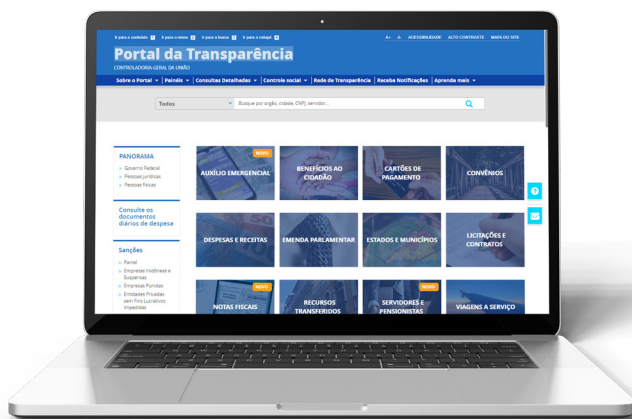 Ir para o conteúdo 1 Ir para o menu 2 Ir para a busca 3 Ir para o rodapé 4 A+ A- ACESSIBILIDADE ALTO CONTRASTE MAPA DO SITE
Portal da Transparência
CONTROLADORIA-GERAL DA UNIÃO
Sobre o Portal Painéis Consultas Detalhadas Controle social Rede de Transparência Receba Notificações Aprenda mais
Todos Busque por órgão, cidade, CNPJ, servidor...
PANORAMA
Governo Federal
Pessoas jurídicas
Pessoas físicas
Consulte os
documentos
diários de despesa
Sanções
Painel
Empresas Inidôneas e
Suspensas
Empresas Punidas
Entidades Privadas
sem Fins Lucrativos
Impedidas
NOVO
AUXÍLIO EMERGENCIAL
BENEFÍCIOS AO
CIDADÃO
CARTÕES DE
PAGAMENTO
CONVÊNIOS
DESPESAS E RECEITAS
EMENDA PARLAMENTAR
ESTADOS E MUNICÍPIOS
LICITAÇÕES E
CONTRATOS
NOVO
NOTAS FISCAIS
RECURSOS
TRANSFERIDOS
NOVO
SERVIDORES E
PENSIONISTAS
VIAGENS A SERVIÇO
?